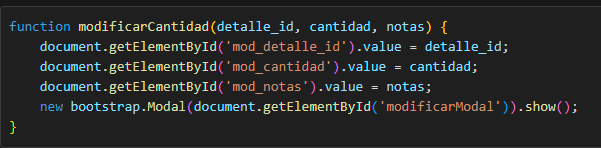 function modificarCantidad(detalle_id, cantidad, notas) {
    document.getElementById('mod_detalle_id').value = detalle_id;
    document.getElementById('mod_cantidad').value = cantidad;
    document.getElementById('mod_notas').value = notas;
    new bootstrap.Modal(document.getElementById('modificarModal')).show();
}